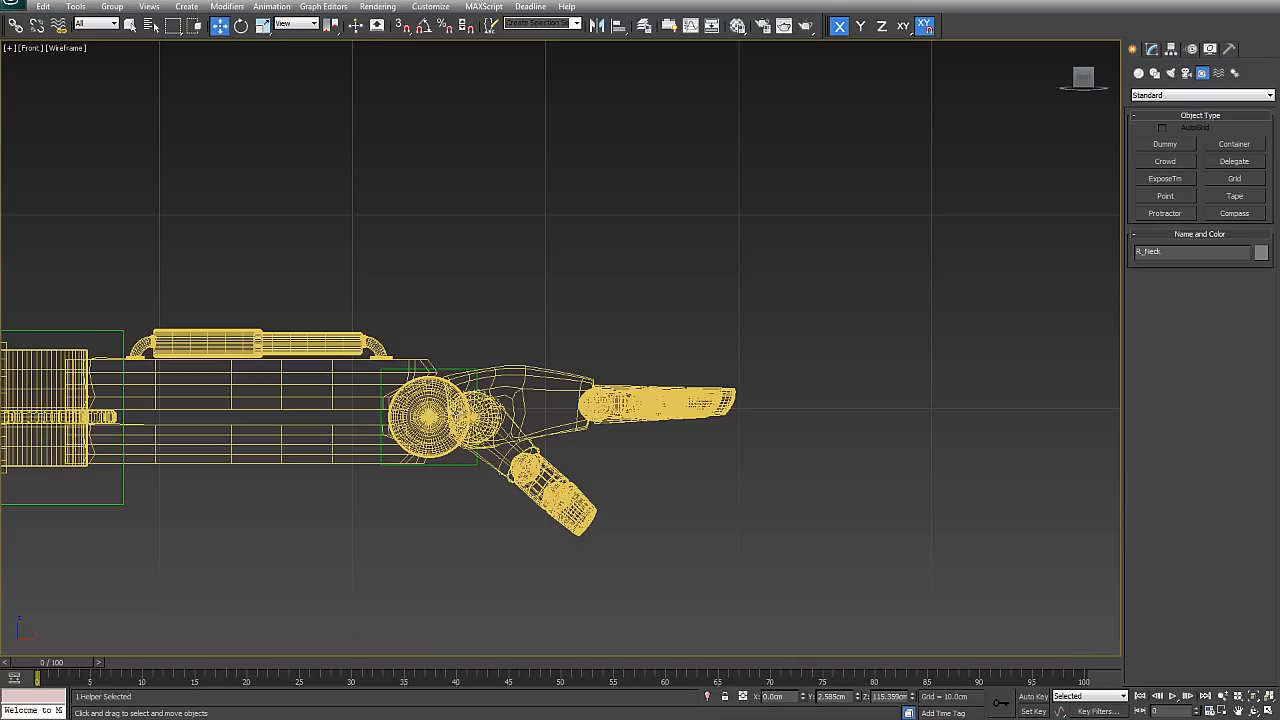 Edit Tools Group Views Create Modifiers Animation Graph Editors Rendering Customize MAXScript Deadline Help
All View Create Selection Se X Y Z XY XY
[+] [Front] [Wireframe]
Standard
- Object Type
AutoGrid
Dummy Container
Crowd Delegate
ExposeTm Grid
Point Tape
Protractor Compass
- Name and Color
R_Neck
z
< 0 / 100 >
0 5 10 15 20 25 30 35 40 45 50 55 60 65 70 75 80 85 90 95 100
1 Helper Selected X: 0.0cm Y: 2.585cm Z: 115.359cm Grid = 10.0cm Auto Key Selected
Welcome to M Click and drag to select and move objects Add Time Tag Set Key Key Filters... 0